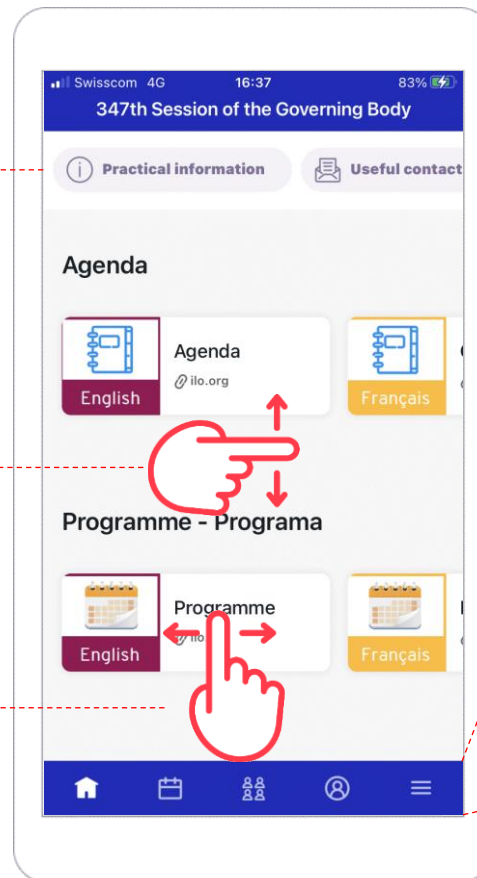 Swisscom 4G 16:37 83%
347th Session of the Governing Body
Practical information Useful contact
Agenda
Agenda
ilo.org
English Français
Programme - Programa
Programme
ilo
English Français